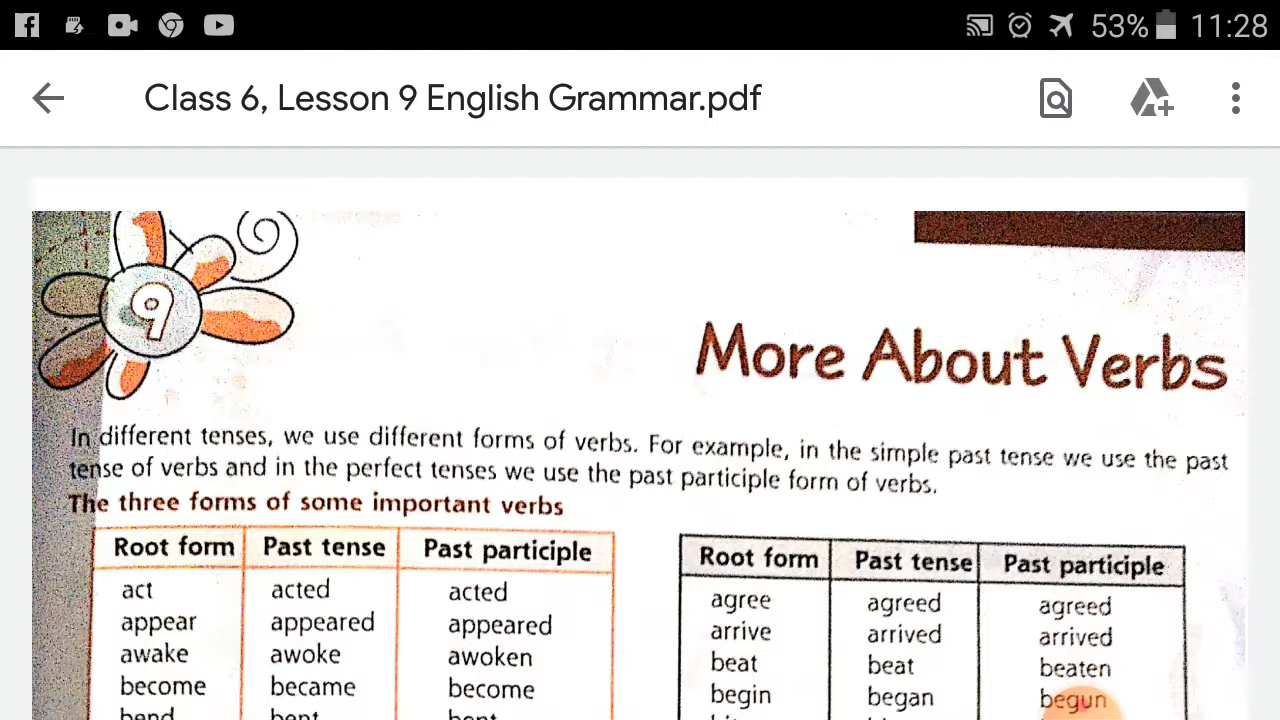 53% 11:28
Class 6, Lesson 9 English Grammar.pdf
9
More About Verbs
In different tenses, we use different forms of verbs. For example, in the simple past tense we use the past
tense of verbs and in the perfect tenses we use the past participle form of verbs.
The three forms of some important verbs
Root form Past tense Past participle
act acted acted
appear appeared appeared
awake awoke awoken
become became become
bend bent bent
Root form Past tense Past participle
agree agreed agreed
arrive arrived arrived
beat beat beaten
begin began begun